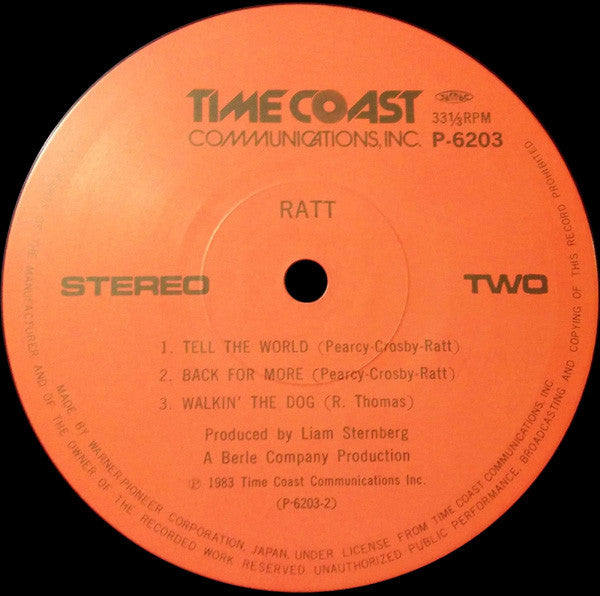 TIME COAST
COMMUNICATIONS, INC.
33⅓RPM
P-6203
RATT
STEREO
TWO
1. TELL THE WORLD (Pearcy-Crosby-Ratt)
2. BACK FOR MORE (Pearcy-Crosby-Ratt)
3. WALKIN' THE DOG (R. Thomas)
Produced by Liam Sternberg
A Berle Company Production
Ⓟ 1983 Time Coast Communications Inc.
(P-6203-2)
MADE BY WARNER-PIONEER CORPORATION, JAPAN, UNDER LICENSE FROM TIME COAST COMMUNICATIONS, INC.
OF THE MANUFACTURER AND OF THE OWNER OF THE RECORDED WORK RESERVED. UNAUTHORIZED PUBLIC PERFORMANCE, BROADCASTING AND COPYING OF THIS RECORD PROHIBITED